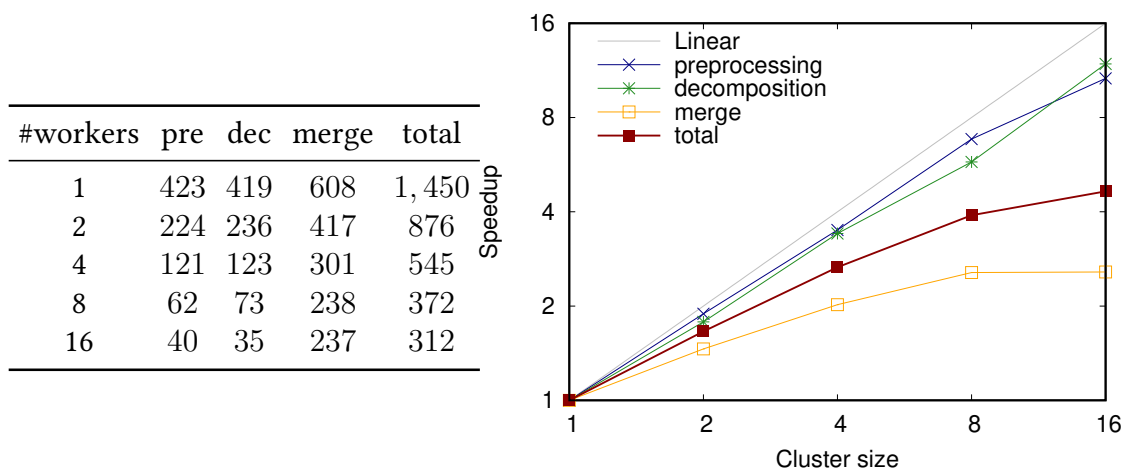 #workers pre dec merge total
1 423 419 608 1, 450
2 224 236 417 876
4 121 123 301 545
8 62 73 238 372
16 40 35 237 312
Speedup
16
8
4
2
1
Linear
preprocessing
decomposition
merge
total
1 2 4 8 16
Cluster size